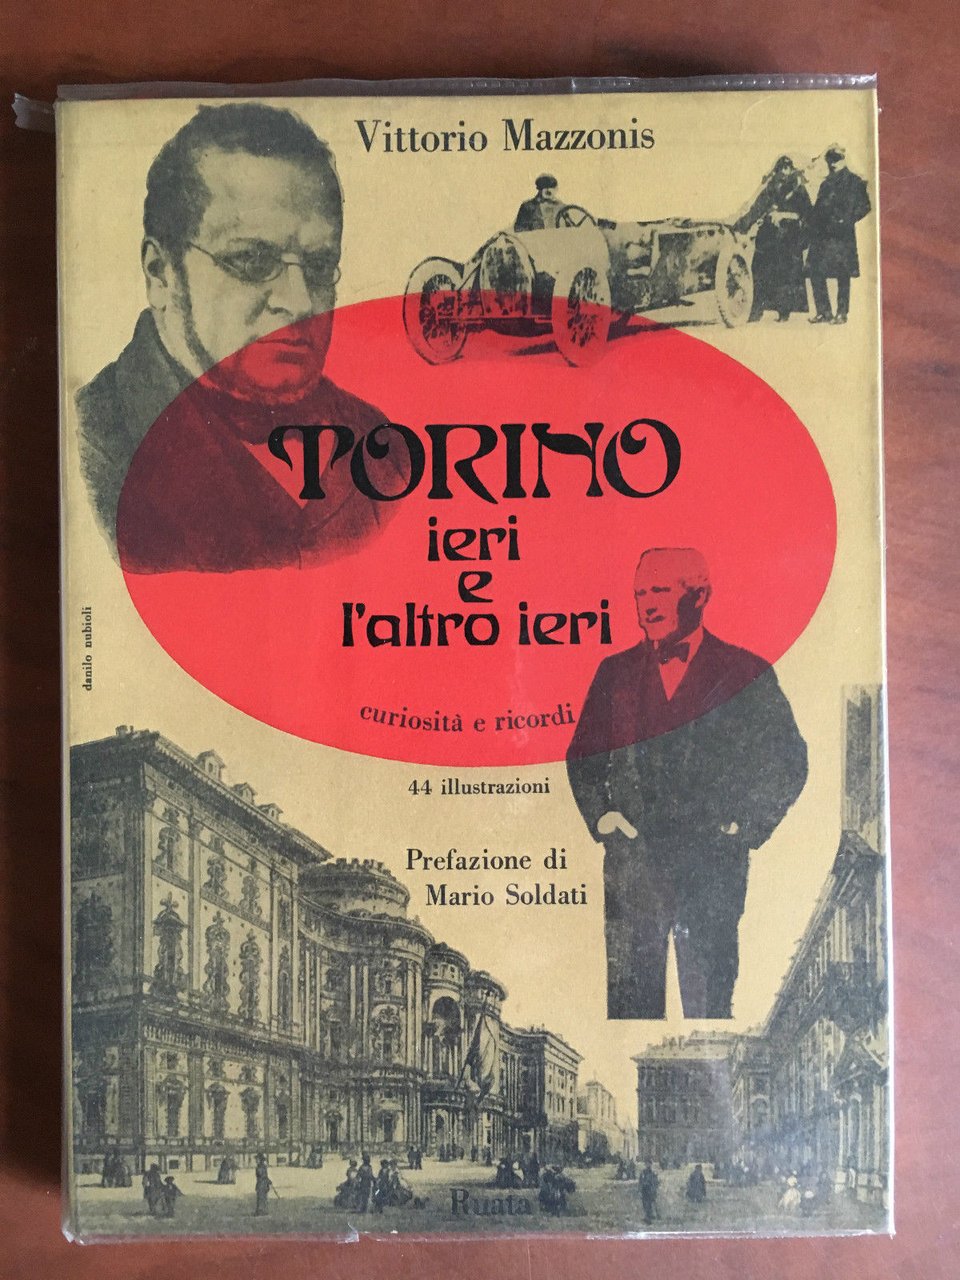 Vittorio Mazzonis
TORINO
ieri
e
l'altro ieri
danilo nubioli
curiosità e ricordi
44 illustrazioni
Prefazione di
Mario Soldati
Ruata